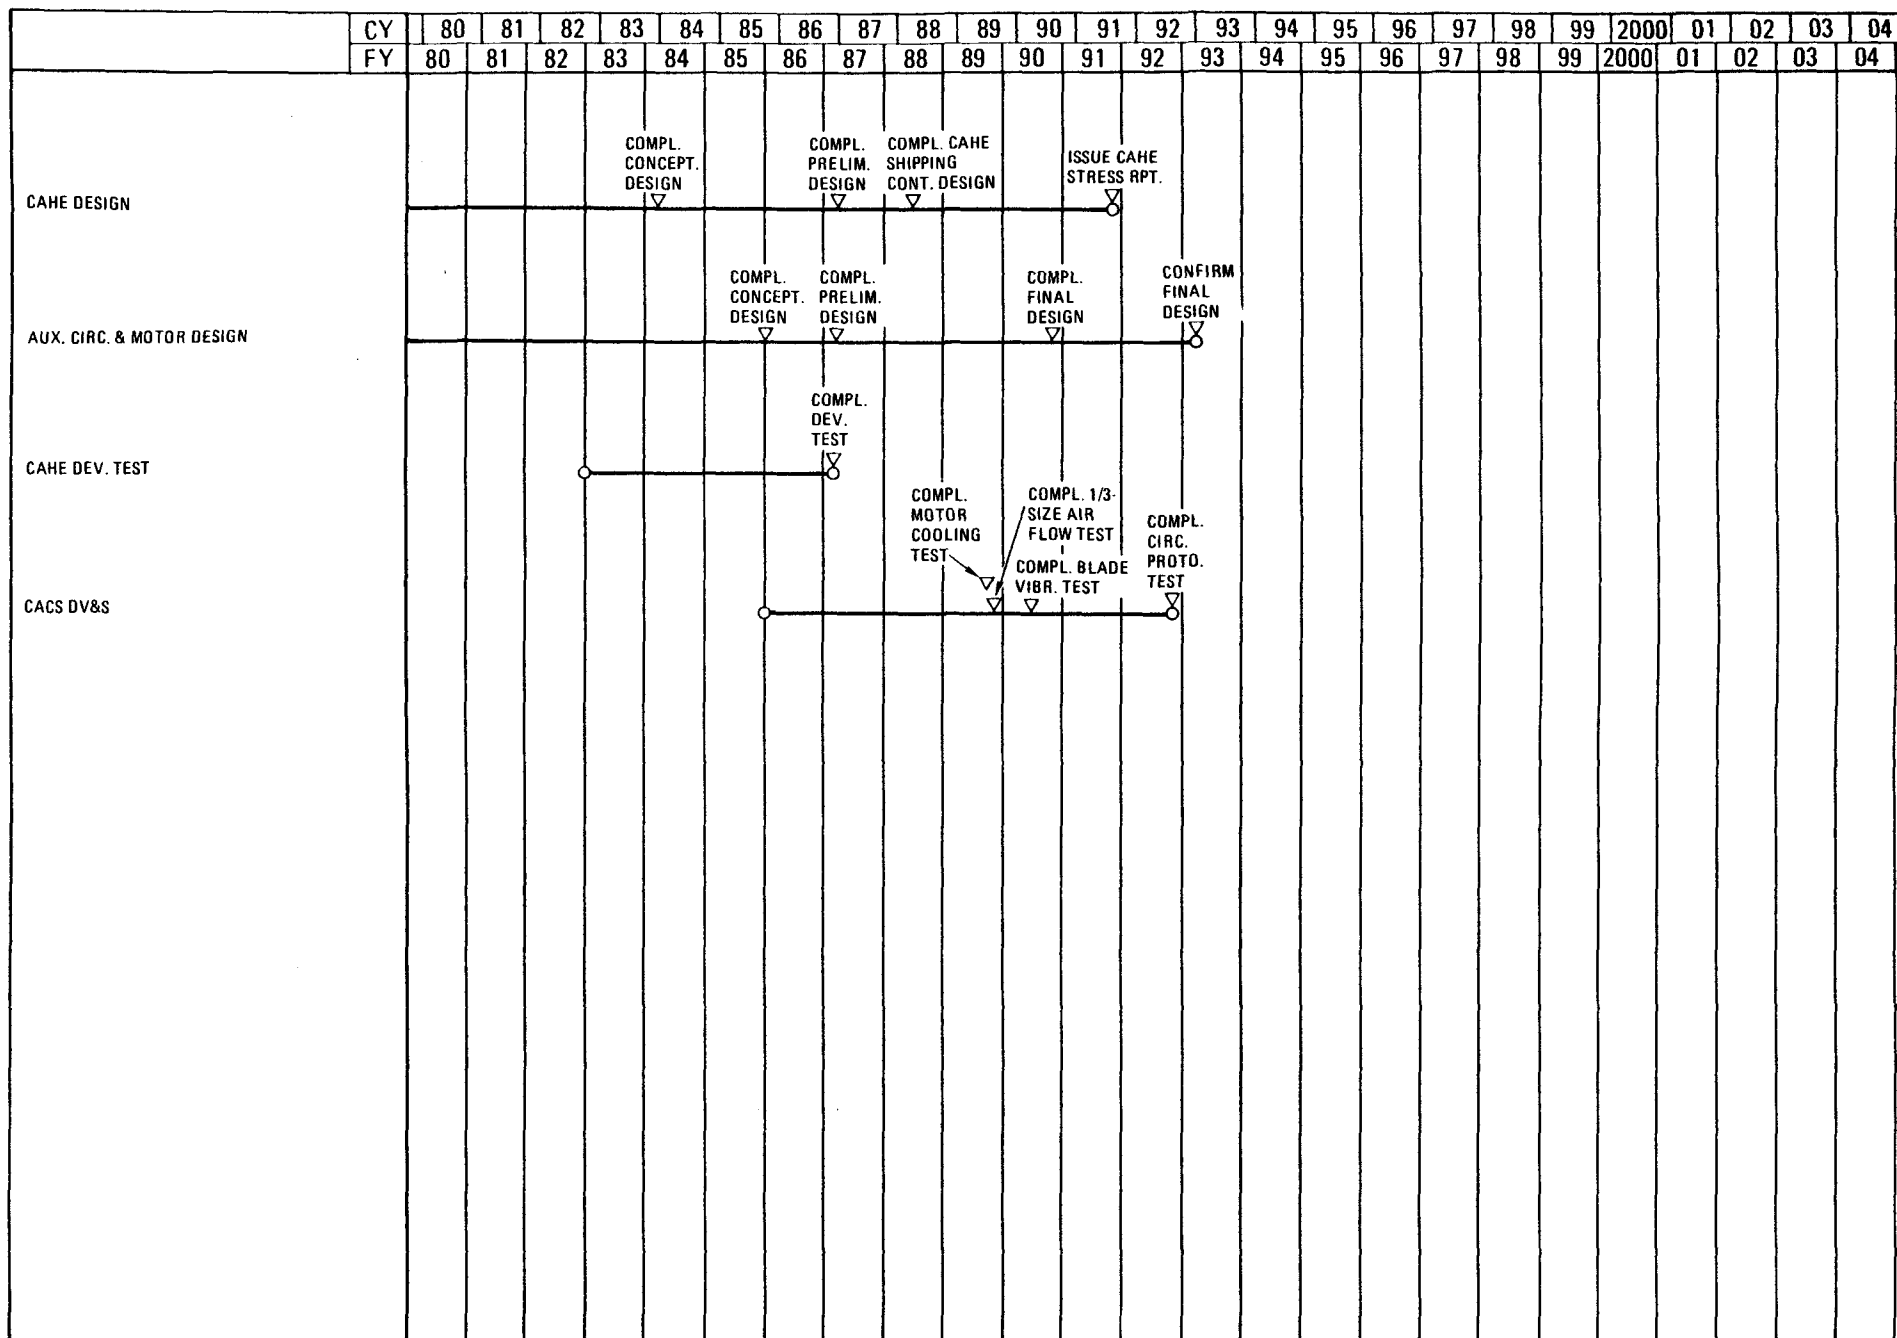 CY 80 81 82 83 84 85 86 87 88 89 90 91 92 93 94 95 96 97 98 99 2000 01 02 03 04
FY 80 81 82 83 84 85 86 87 88 89 90 91 92 93 94 95 96 97 98 99 2000 01 02 03 04
CAHE DESIGN
COMPL.
CONCEPT.
DESIGN
COMPL.
PRELIM.
DESIGN
COMPL. CAHE
SHIPPING
CONT. DESIGN
ISSUE CAHE
STRESS RPT.
AUX. CIRC. & MOTOR DESIGN
COMPL.
CONCEPT.
DESIGN
COMPL.
PRELIM.
DESIGN
COMPL.
FINAL
DESIGN
CONFIRM
FINAL
DESIGN
CAHE DEV. TEST
COMPL.
DEV.
TEST
CACS DV&S
COMPL.
MOTOR
COOLING
TEST
COMPL. 1/3-
SIZE AIR
FLOW TEST
COMPL. BLADE
VIBR. TEST
COMPL.
CIRC.
PROTO.
TEST